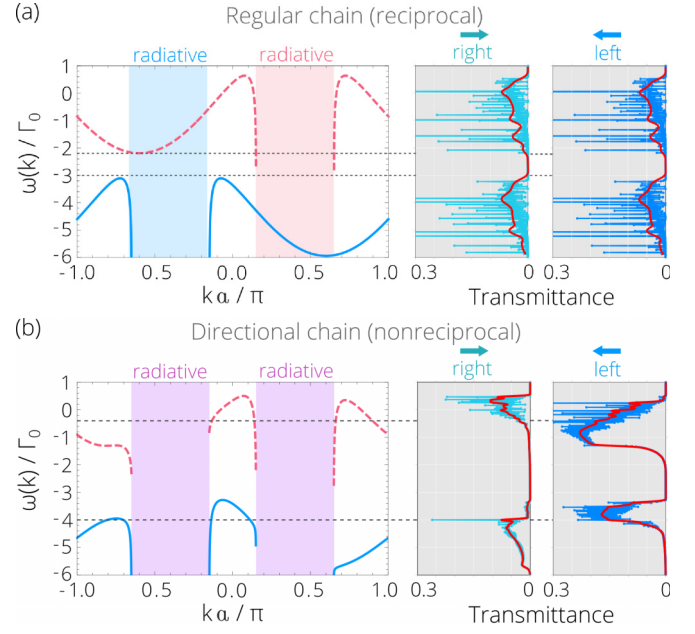 (a)
Regular chain (reciprocal)
radiative
radiative
right
left
ω(k) / Γ0
1
0
-1
-2
-3
-4
-5
-6
-1.0
0.5
0.0
0.5
1.0
k a / π
0.3
0
0.3
0
Transmittance
(b)
Directional chain (nonreciprocal)
radiative
radiative
right
left
ω(k) / Γ0
1
0
-1
-2
-3
-4
-5
-6
-1.0
0.5
0.0
0.5
1.0
k a / π
0.3
0
0.3
0
Transmittance